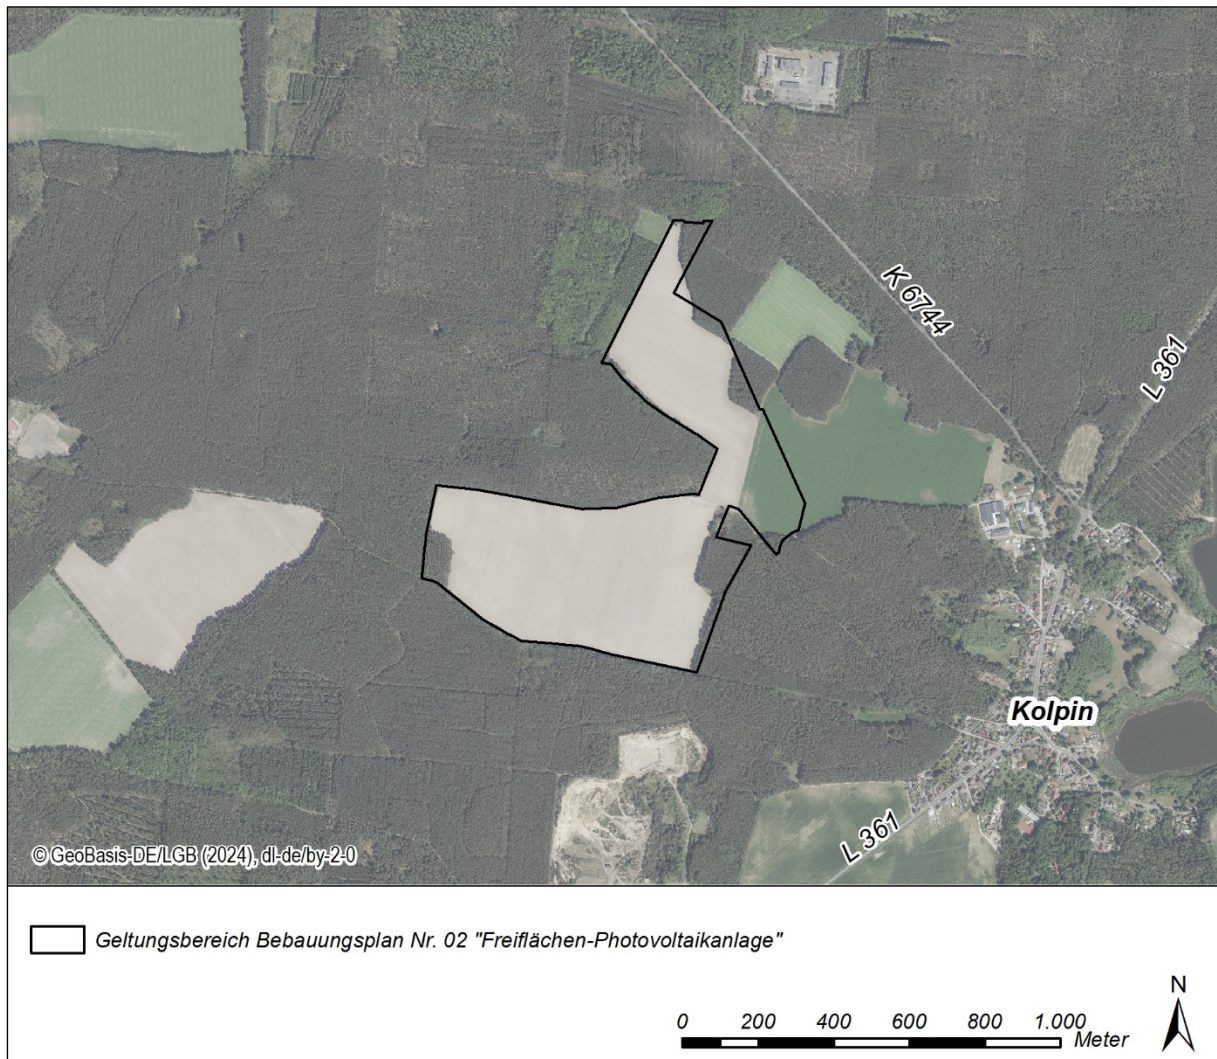 K 6744
L 361
Kolpin
L 361
© GeoBasis-DE/LGB (2024), dl-de/by-2-0
Geltungsbereich Bebauungsplan Nr. 02 "Freiflächen-Photovoltaikanlage"
N
0 200 400 600 800 1.000
Meter